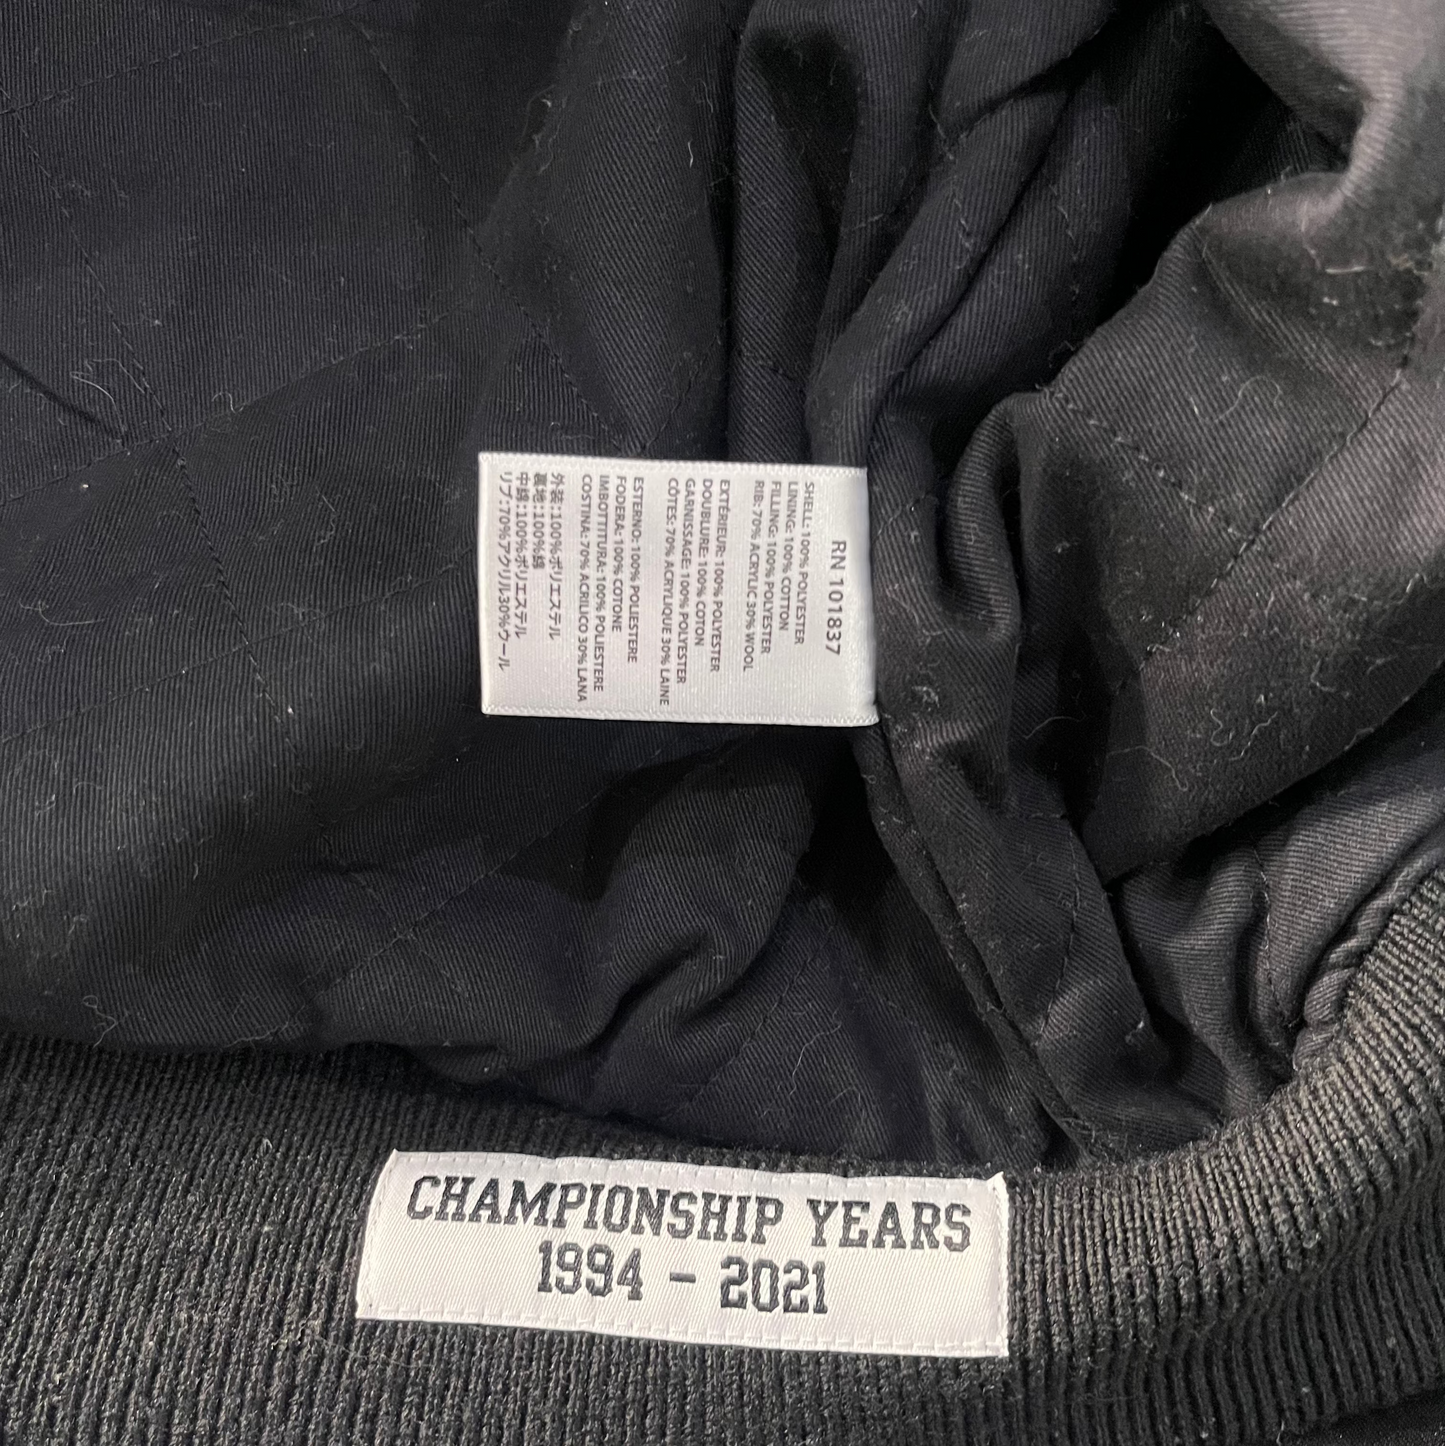 RN 101837
SHELL: 100% POLYESTER
LINING: 100% COTTON
FILLING: 100% POLYESTER
RIB: 70% ACRYLIC 30% WOOL
EXTÉRIEUR: 100% POLYESTER
DOUBLURE: 100% COTON
GARNISSAGE: 100% POLYESTER
CÔTES: 70% ACRYLIQUE 30% LAINE
ESTERNO: 100% POLIESTERE
FODERA: 100% COTONE
IMBOTTITURA: 100% POLIESTERE
COSTINA: 70% ACRILICO 30% LANA
外装:100%ポリエステル
裏地:100%綿
中綿:100%ポリエステル
リブ:70%アクリル30%ウール
CHAMPIONSHIP YEARS
1994 - 2021